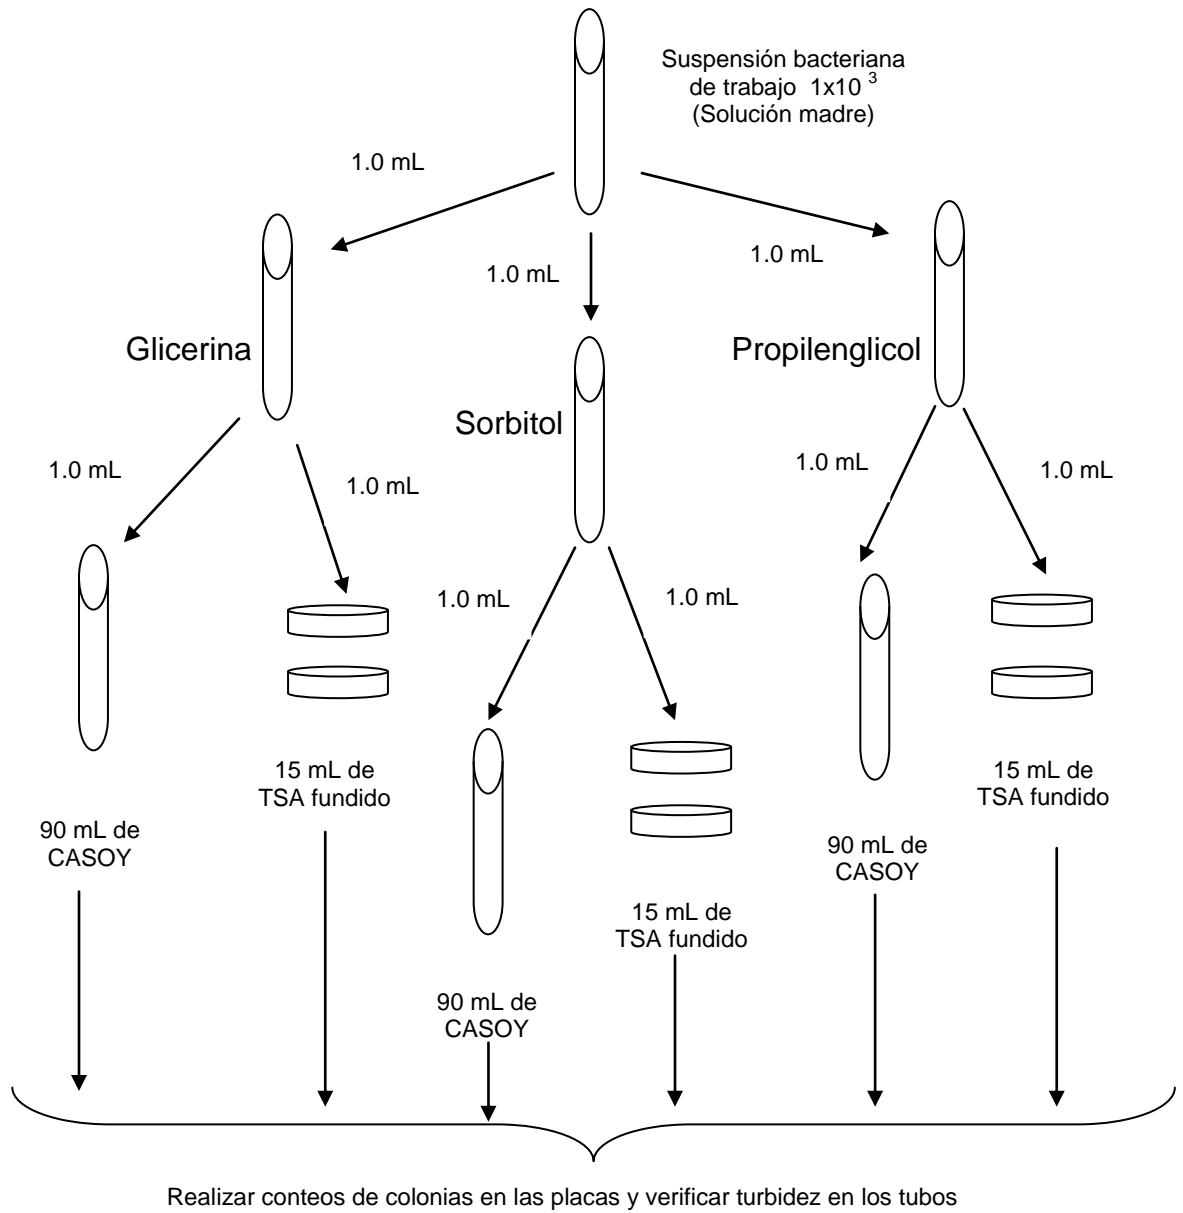 Suspensión bacteriana
de trabajo 1x10 3
(Solución madre)
1.0 mL
1.0 mL
1.0 mL
Glicerina
Sorbitol
Propilenglicol
1.0 mL
1.0 mL
1.0 mL
1.0 mL
1.0 mL
1.0 mL
90 mL de
CASOY
15 mL de
TSA fundido
90 mL de
CASOY
15 mL de
TSA fundido
90 mL de
CASOY
15 mL de
TSA fundido
Realizar conteos de colonias en las placas y verificar turbidez en los tubos